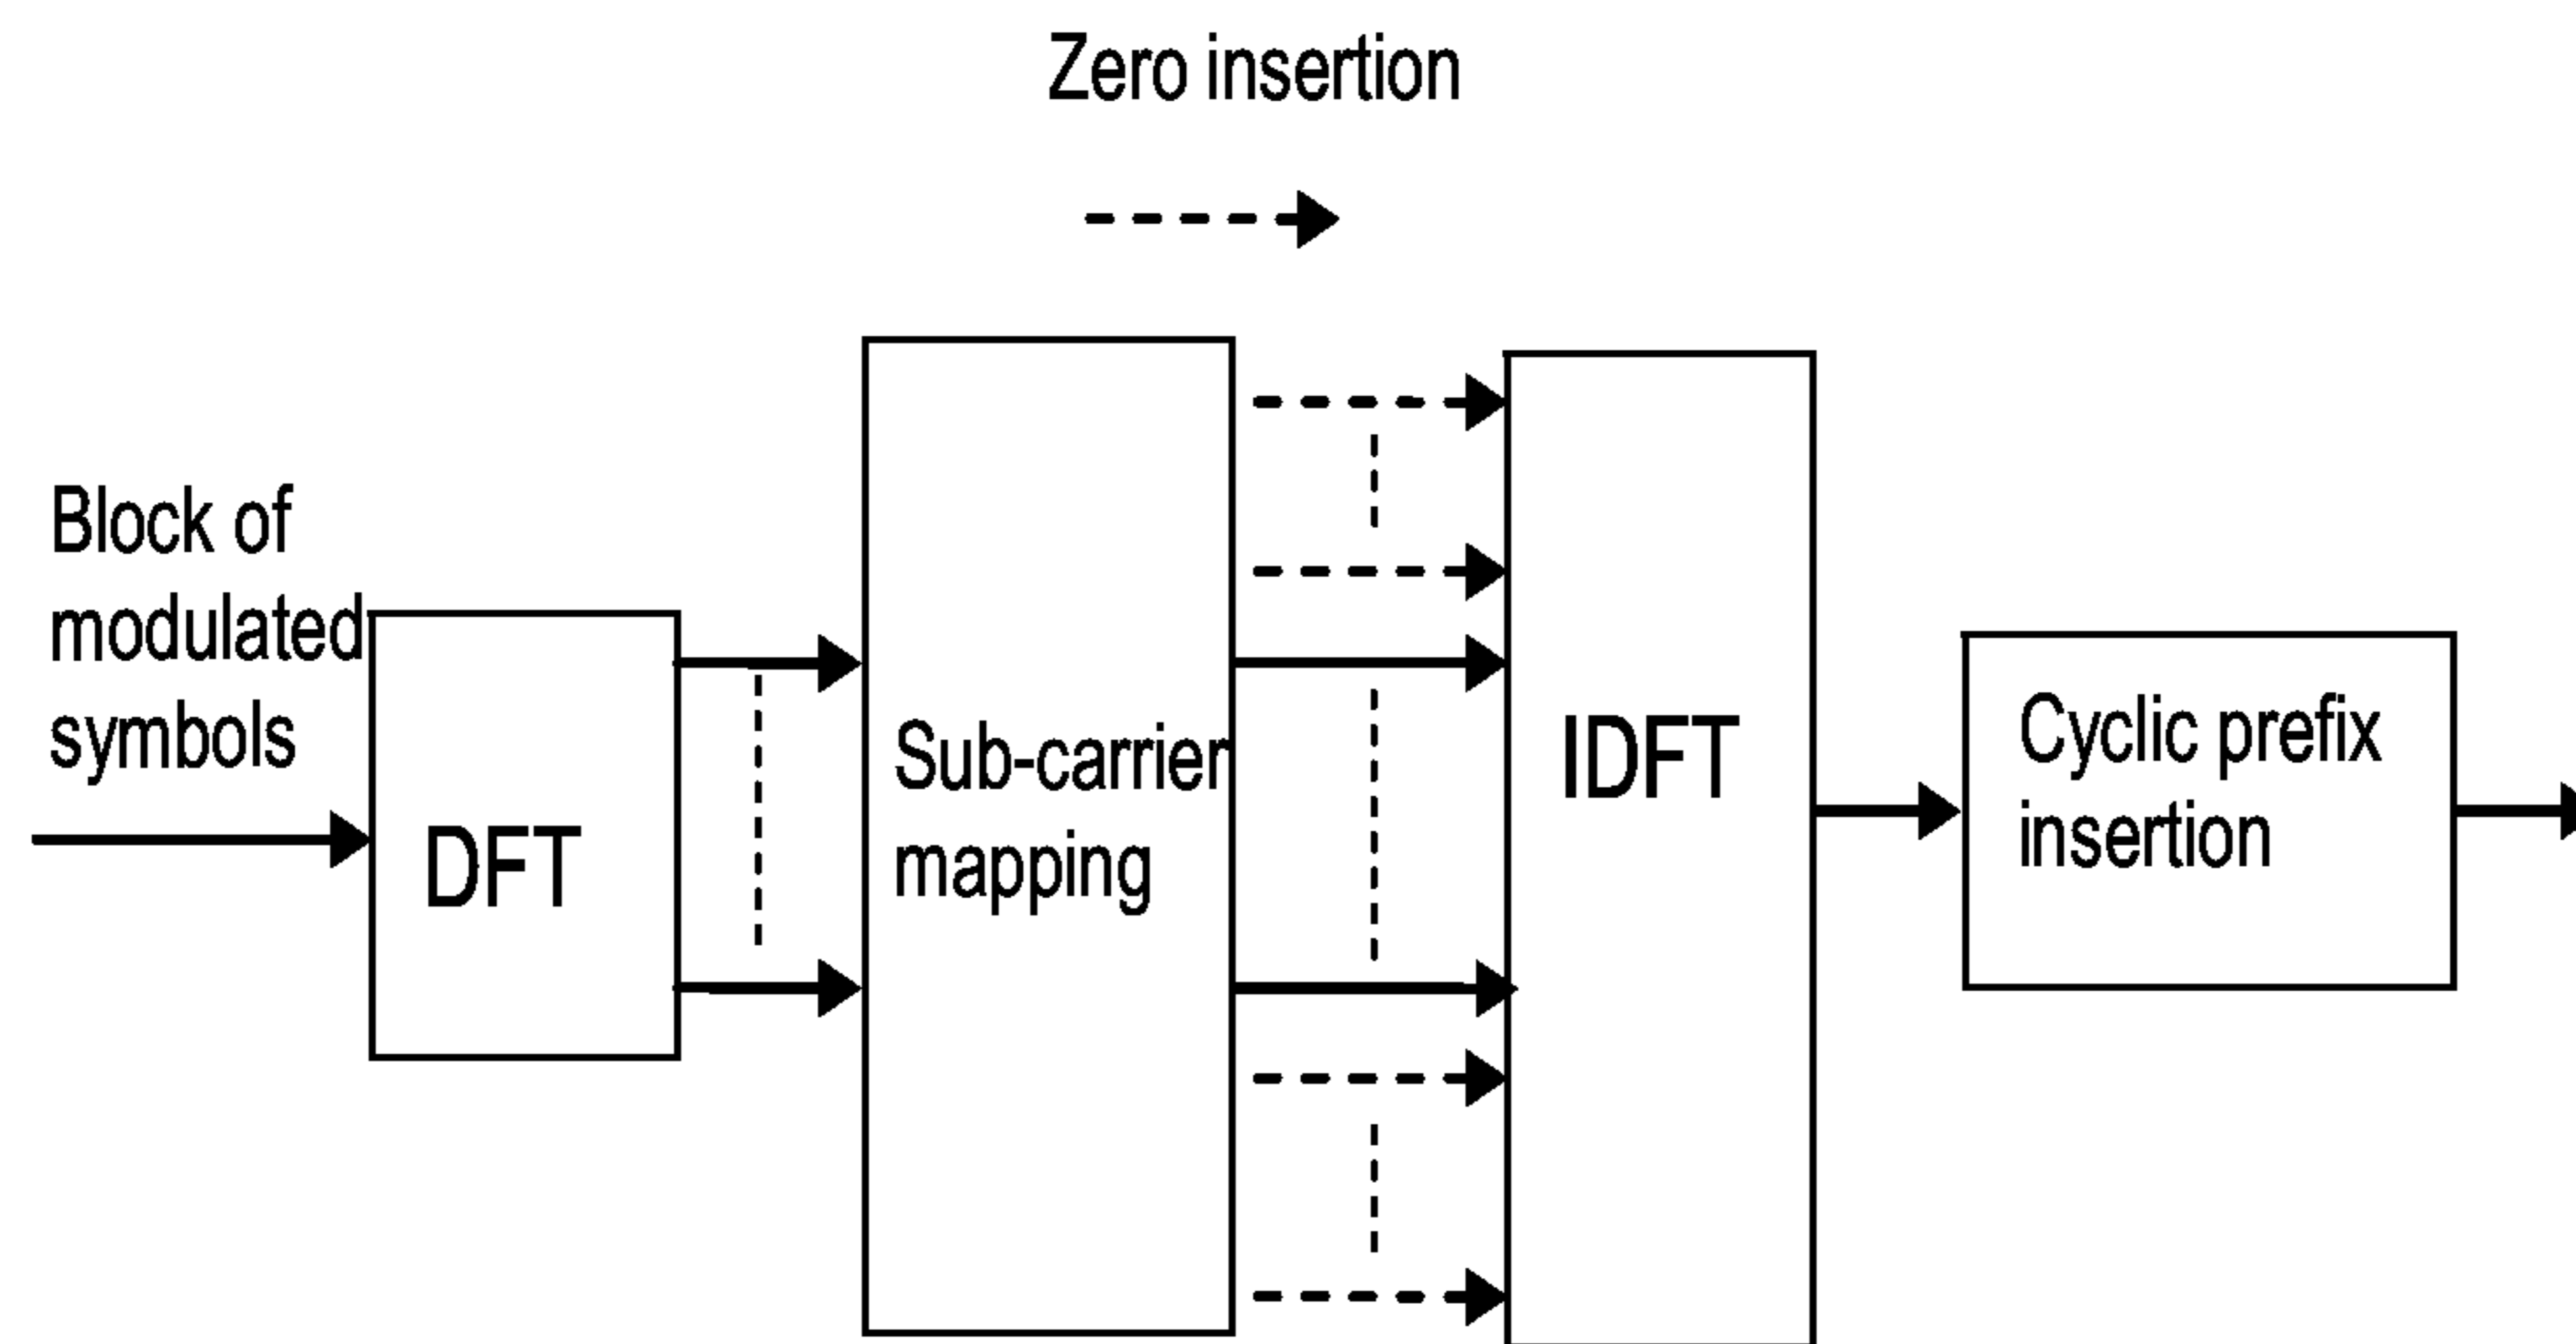 Zero insertion
Block of
modulated
symbols
DFT
Sub-carrier
mapping
IDFT
Cyclic prefix
insertion